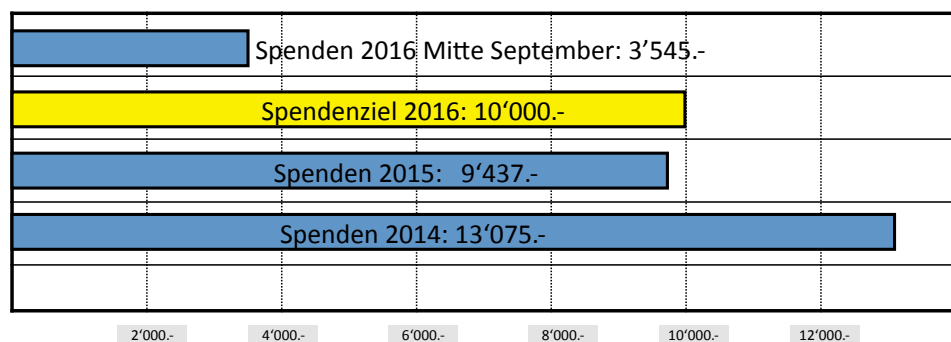 Spenden 2016 Mitte September: 3’545.-
Spendenziel 2016: 10‘000.-
Spenden 2015:   9‘437.-
Spenden 2014: 13‘075.-
2‘000.- 4‘000.- 6‘000.- 8‘000.- 10‘000.- 12‘000.-